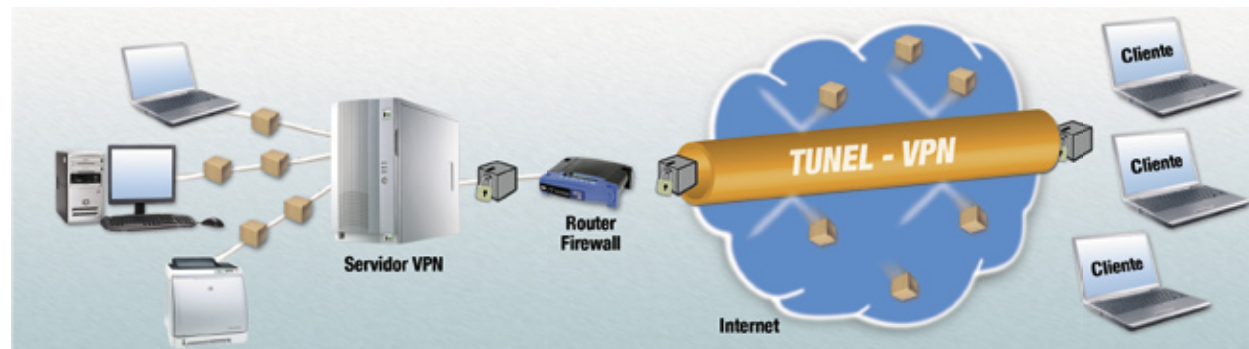 Servidor VPN
Router
Firewall
TUNEL - VPN
Internet
Cliente
Cliente
Cliente